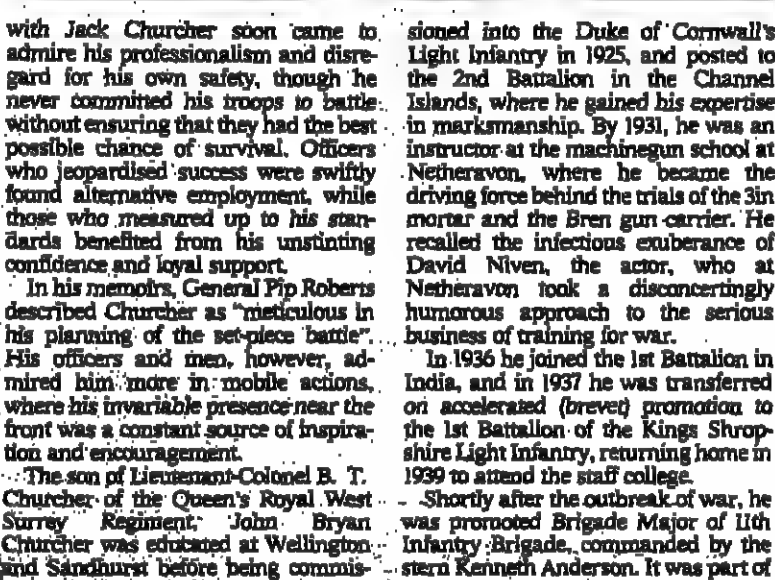 with Jack Churcher soon came to
admire his professionalism and disre-
gard for his own safety, though he
never committed his troops to battle
without ensuring that they had the best
possible chance of survival. Officers
who jeopardised success were swiftly
found alternative employment, while
those who measured up to his stan-
dards benefited from his unstinting
confidence and loyal support.
In his memoirs, General Pip Roberts
described Churcher as "meticulous in
his planning of the set-piece battle".
His officers and men, however, ad-
mired him more in mobile actions,
where his invariable presence near the
front was a constant source of inspira-
tion and encouragement.
The son of Lieutenant-Colonel B. T.
Churcher of the Queen's Royal West
Surrey Regiment, John Bryan
Churcher was educated at Wellington
and Sandhurst before being commis-
sioned into the Duke of Cornwall's
Light Infantry in 1925, and posted to
the 2nd Battalion in the Channel
Islands, where he gained his expertise
in marksmanship. By 1931, he was an
instructor at the machinegun school at
Netheravon, where he became the
driving force behind the trials of the 3in
mortar and the Bren gun carrier. He
recalled the infectious exuberance of
David Niven, the actor, who at
Netheravon took a disconcertingly
humorous approach to the serious
business of training for war.
In 1936 he joined the 1st Battalion in
India, and in 1937 he was transferred
on accelerated (brevet) promotion to
the 1st Battalion of the Kings Shrop-
shire Light Infantry, returning home in
1939 to attend the staff college.
Shortly after the outbreak of war, he
was promoted Brigade Major of 11th
Infantry Brigade, commanded by the
stern Kenneth Anderson. It was part of